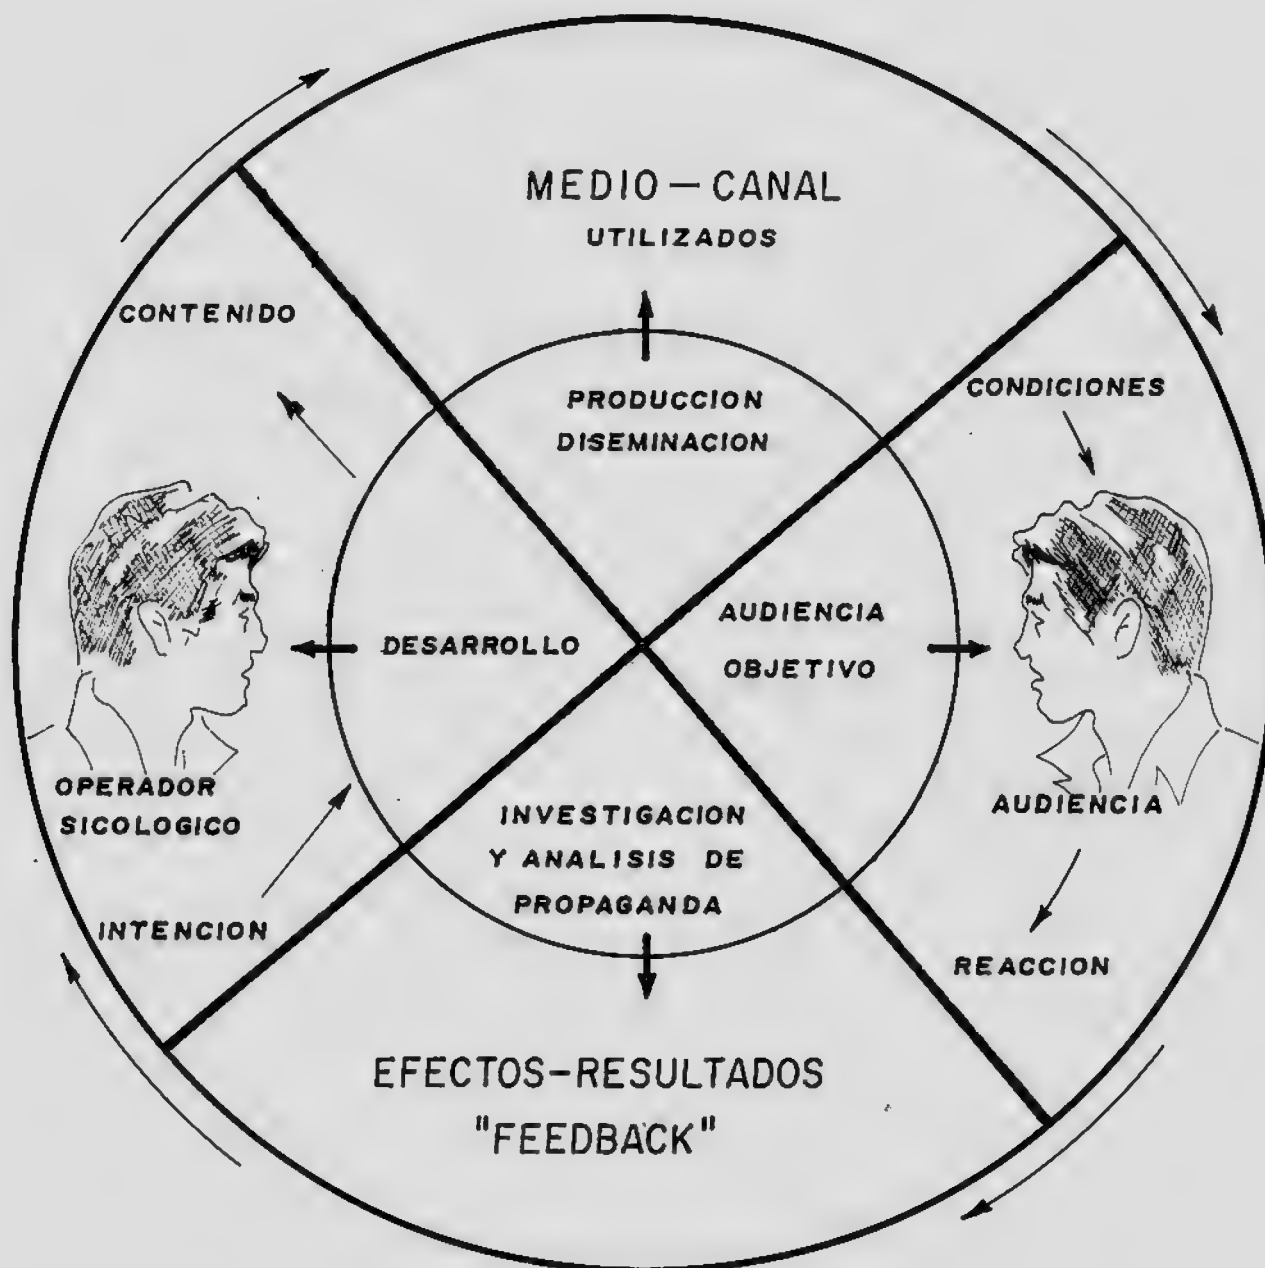 MEDIO — CANAL
UTILIZADOS
CONTENIDO
PRODUCCION
DISEMINACION
CONDICIONES
DESARROLLO
AUDIENCIA
OBJETIVO
OPERADOR
SICOLOGICO
INTENCION
INVESTIGACION
Y ANALISIS DE
PROPAGANDA
AUDIENCIA
REACCION
EFECTOS-RESULTADOS
"FEEDBACK"